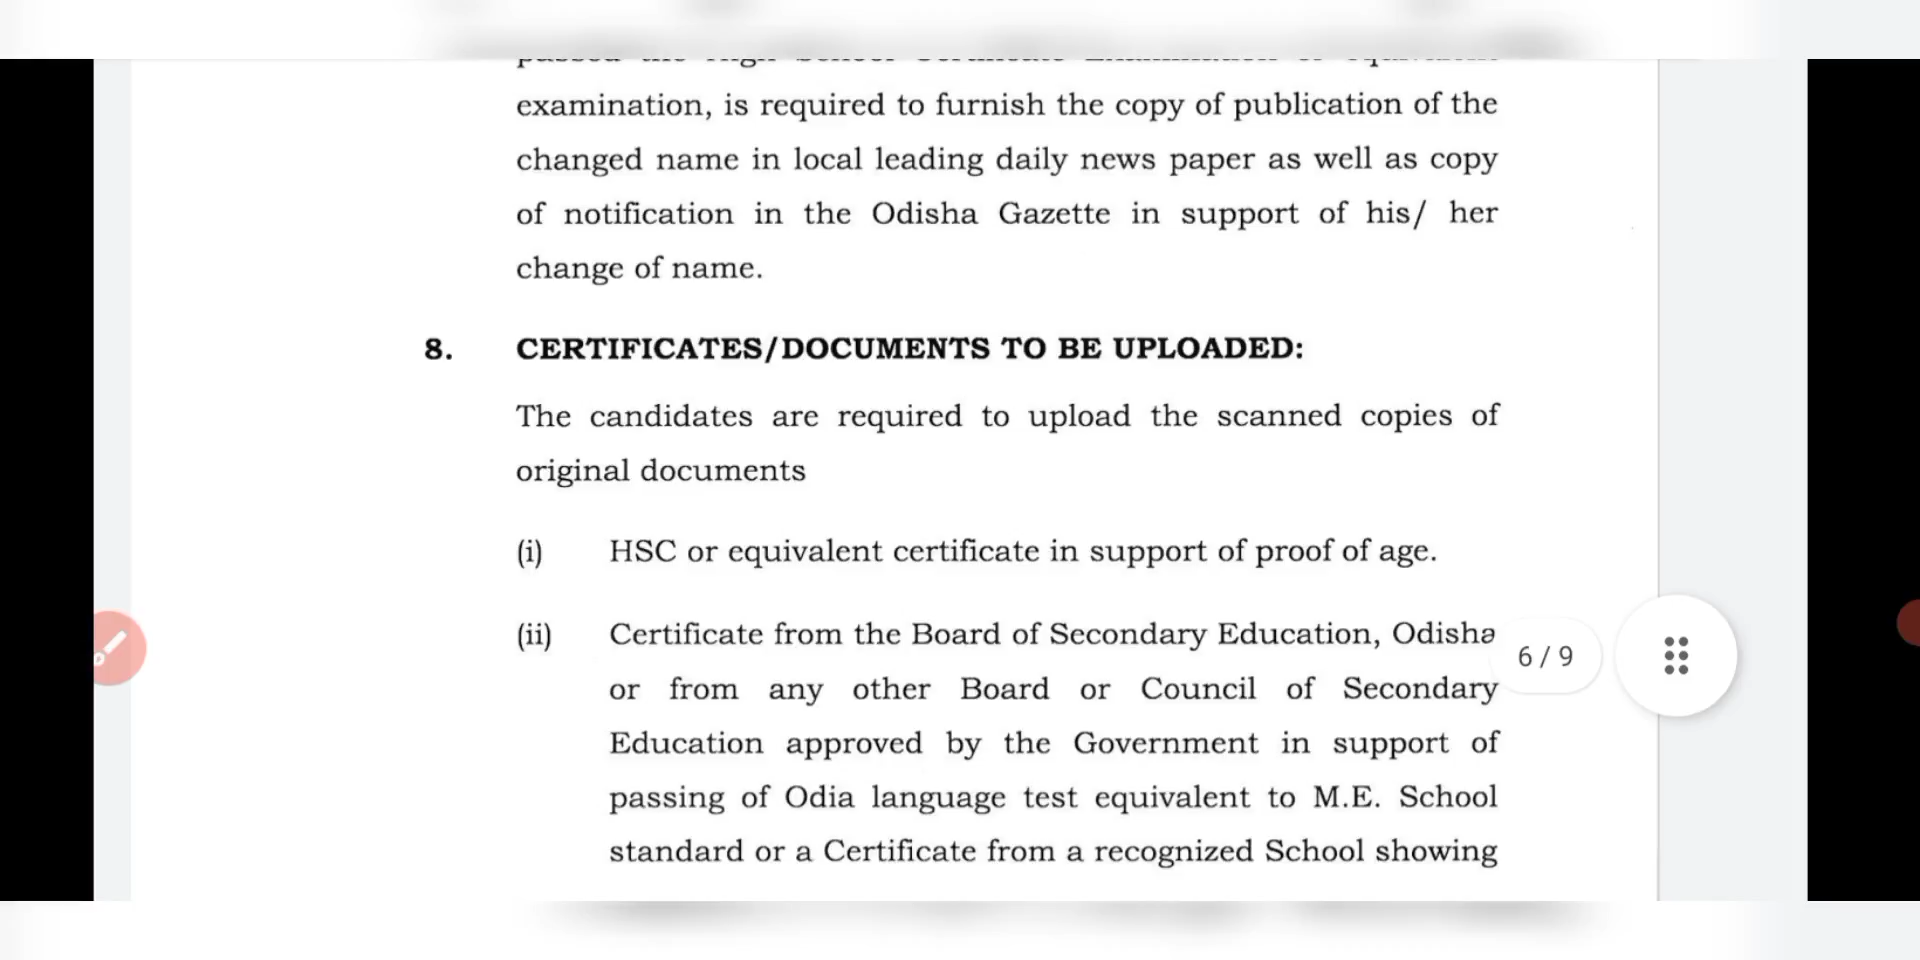 examination, is required to furnish the copy of publication of the
changed name in local leading daily news paper as well as copy
of notification in the Odisha Gazette in support of his/ her
change of name.
8. CERTIFICATES/DOCUMENTS TO BE UPLOADED:
The candidates are required to upload the scanned copies of
original documents
(i) HSC or equivalent certificate in support of proof of age.
(ii) Certificate from the Board of Secondary Education, Odisha
6 / 9
or from any other Board or Council of Secondary
Education approved by the Government in support of
passing of Odia language test equivalent to M.E. School
standard or a Certificate from a recognized School showing